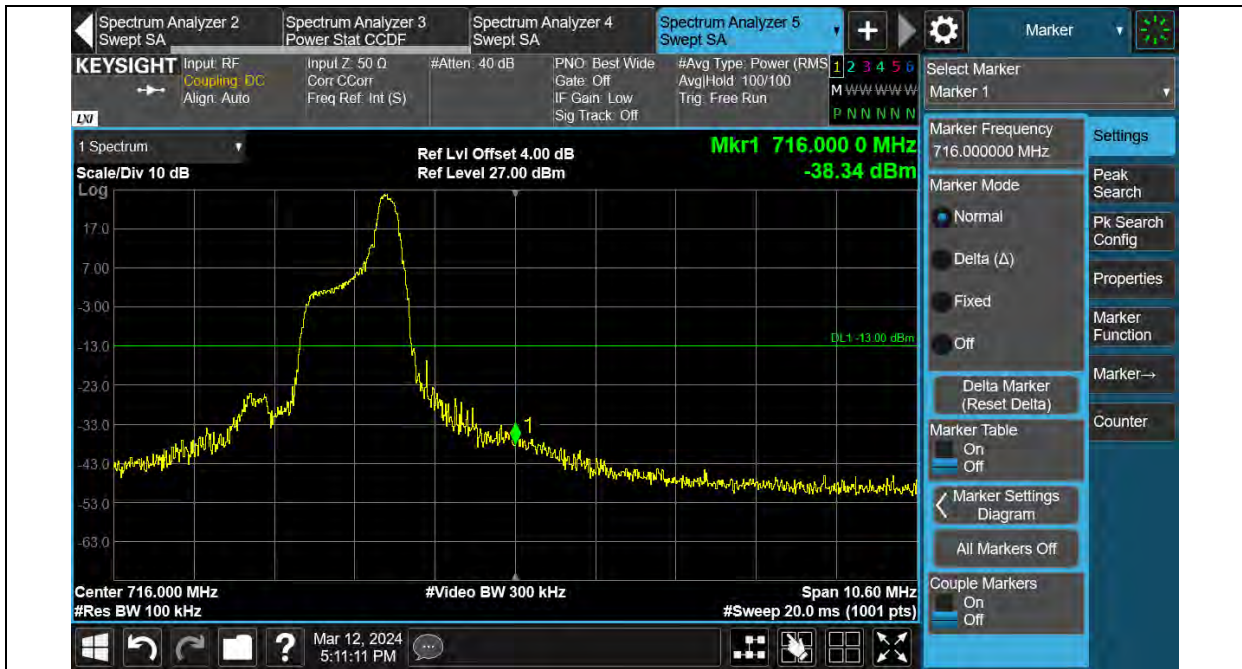 Spectrum Analyzer 2
Swept SA
Spectrum Analyzer 3
Power Stat CCDF
Spectrum Analyzer 4
Swept SA
Spectrum Analyzer 5
Swept SA
+
Marker
KEYSIGHT
LXI
Input: RF
Coupling: DC
Align: Auto
Input Z: 50 Ω
Corr CCorr
Freq Ref: Int (S)
#Atten: 40 dB
PNO: Best Wide
Gate: Off
IF Gain: Low
Sig Track: Off
#Avg Type: Power (RMS
Avg|Hold: 100/100
Trig: Free Run
1 2 3 4 5 6
M W W W W W
P N N N N N
Select Marker
Marker 1
1 Spectrum
Scale/Div 10 dB
Ref Lvl Offset 4.00 dB
Ref Level 27.00 dBm
Mkr1 716.000 0 MHz
-38.34 dBm
Log
17.0
7.00
-3.00
-13.0
-23.0
-33.0
-43.0
-53.0
-63.0
DL1 -13.00 dBm
1
Center 716.000 MHz
#Res BW 100 kHz
#Video BW 300 kHz
Span 10.60 MHz
#Sweep 20.0 ms (1001 pts)
Marker Frequency
716.000000 MHz
Marker Mode
Normal
Delta (Δ)
Fixed
Off
Delta Marker
(Reset Delta)
Marker Table
On
Off
Marker Settings
Diagram
All Markers Off
Couple Markers
On
Off
Settings
Peak
Search
Pk Search
Config
Properties
Marker
Function
Marker→
Counter
?
Mar 12, 2024
5:11:11 PM